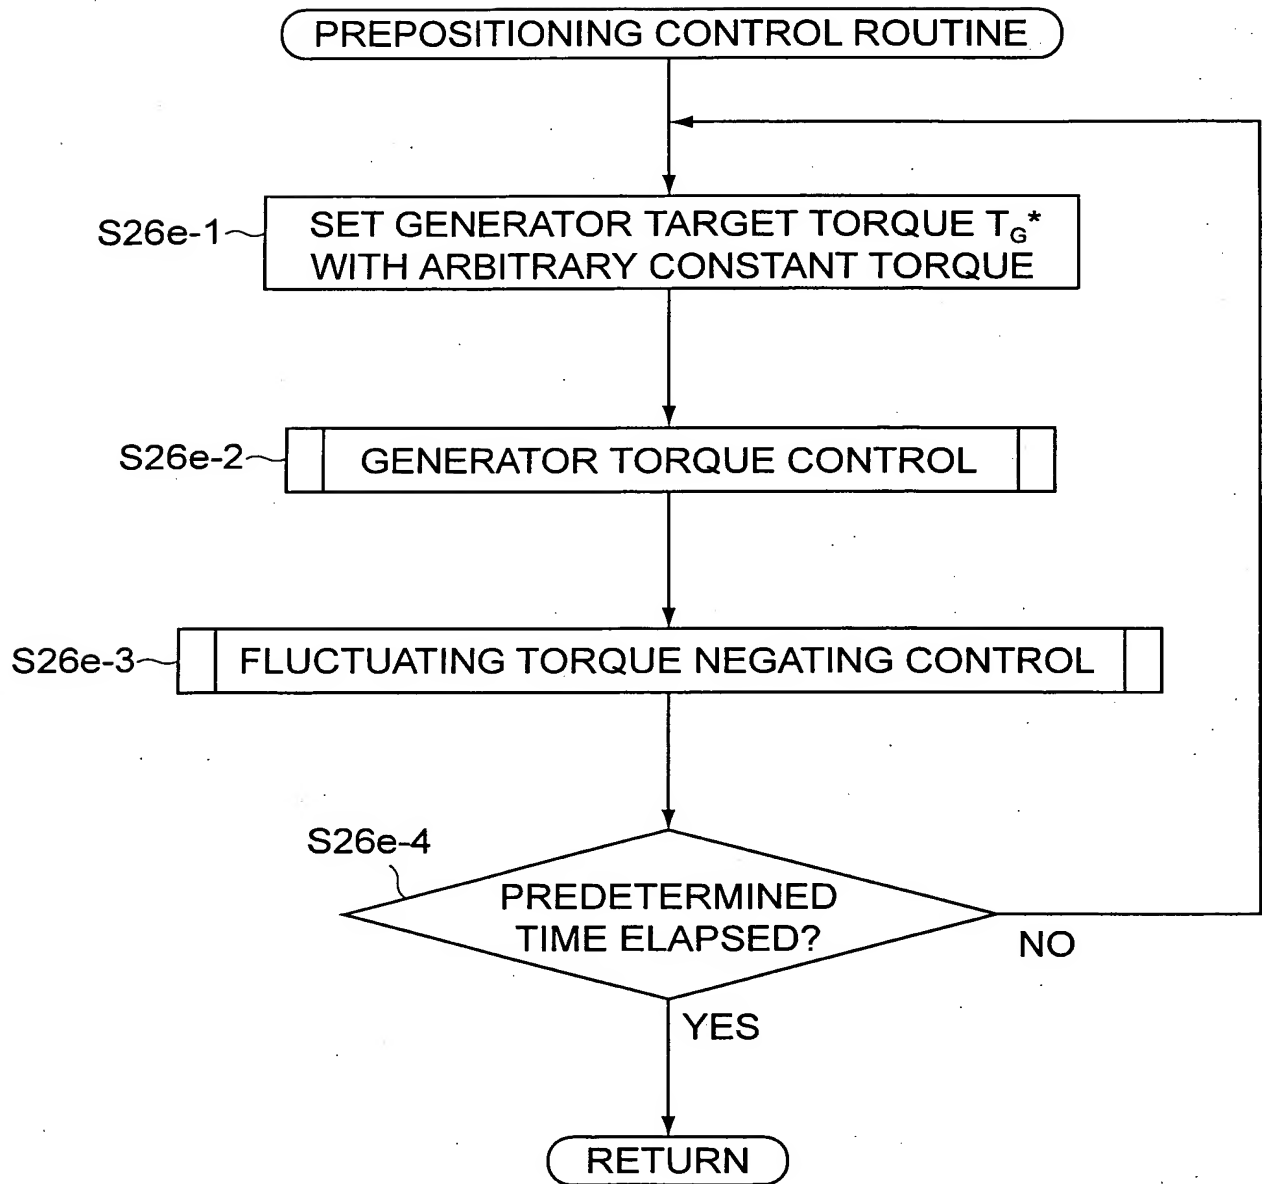 PREPOSITIONING CONTROL ROUTINE
S26e-1
SET GENERATOR TARGET TORQUE TG*
WITH ARBITRARY CONSTANT TORQUE
S26e-2
GENERATOR TORQUE CONTROL
S26e-3
FLUCTUATING TORQUE NEGATING CONTROL
S26e-4
PREDETERMINED
TIME ELAPSED?
NO
YES
RETURN